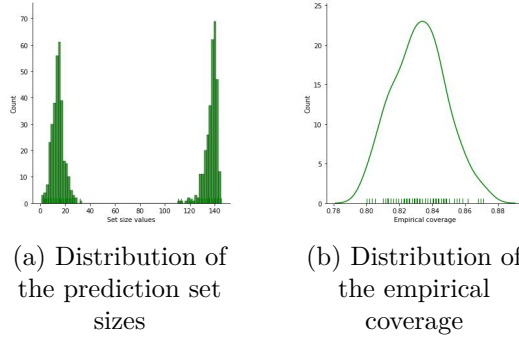 70
60
50
40
30
20
10
0
Count
0 20 40 60 80 100 120 140
Set size values
25
20
15
10
5
0
Count
0.78 0.80 0.82 0.84 0.86 0.88
Empirical coverage
(a) Distribution of
the prediction set
sizes
(b) Distribution of
the empirical
coverage